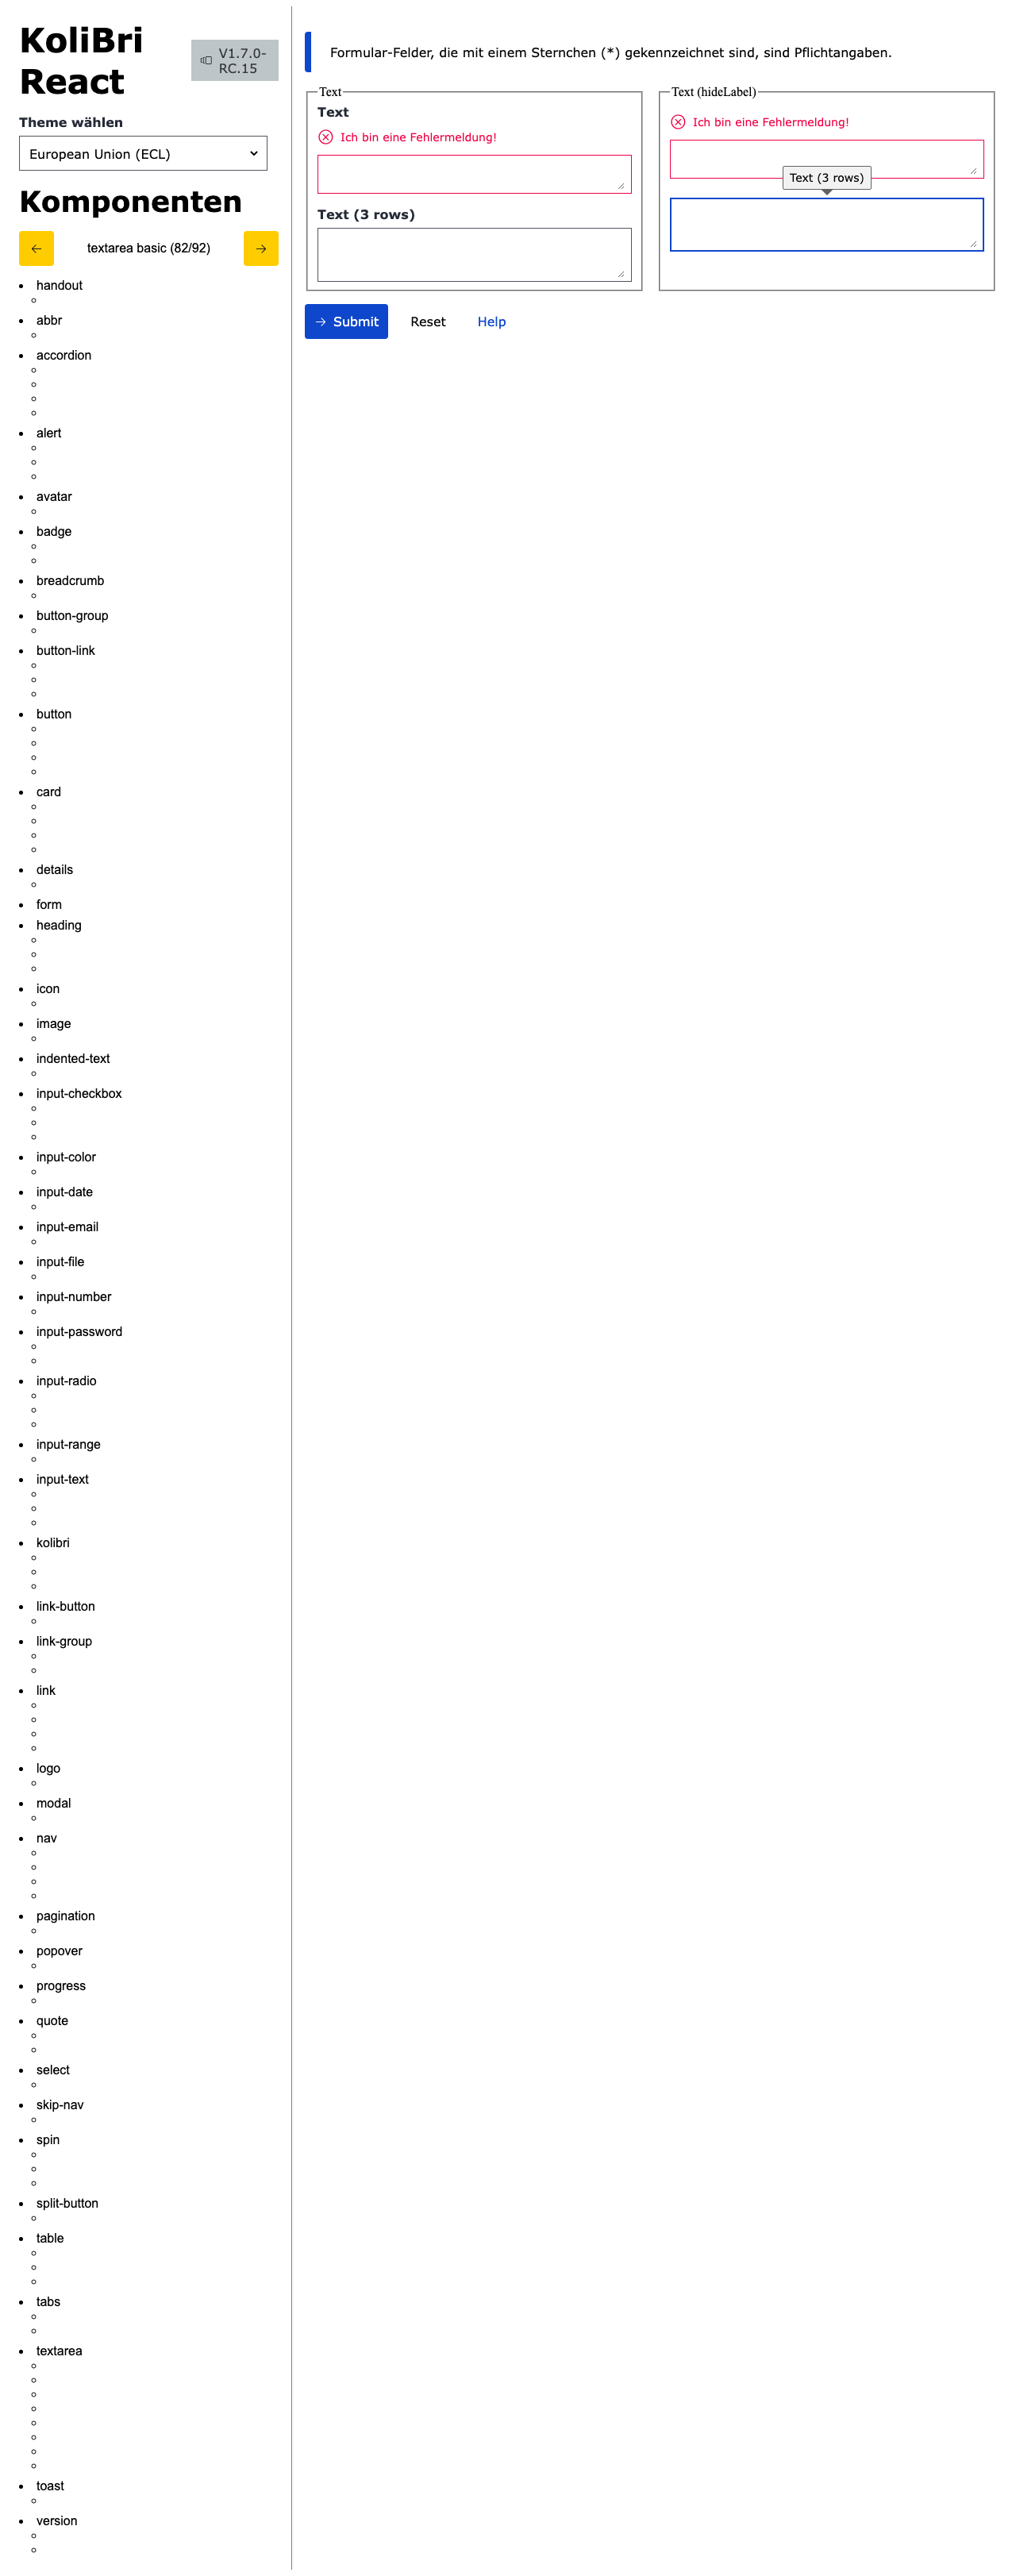 KoliBri
React
V1.7.0-
RC.15
Theme wählen
European Union (ECL)
Komponenten
textarea basic (82/92)
handout
abbr
accordion
alert
avatar
badge
breadcrumb
button-group
button-link
button
card
details
form
heading
icon
image
indented-text
input-checkbox
input-color
input-date
input-email
input-file
input-number
input-password
input-radio
input-range
input-text
kolibri
link-button
link-group
link
logo
modal
nav
pagination
popover
progress
quote
select
skip-nav
spin
split-button
table
tabs
textarea
toast
version
Formular-Felder, die mit einem Sternchen (*) gekennzeichnet sind, sind Pflichtangaben.
Text
Text
Ich bin eine Fehlermeldung!
Text (3 rows)
Text (hideLabel)
Ich bin eine Fehlermeldung!
Text (3 rows)
Submit
Reset
Help